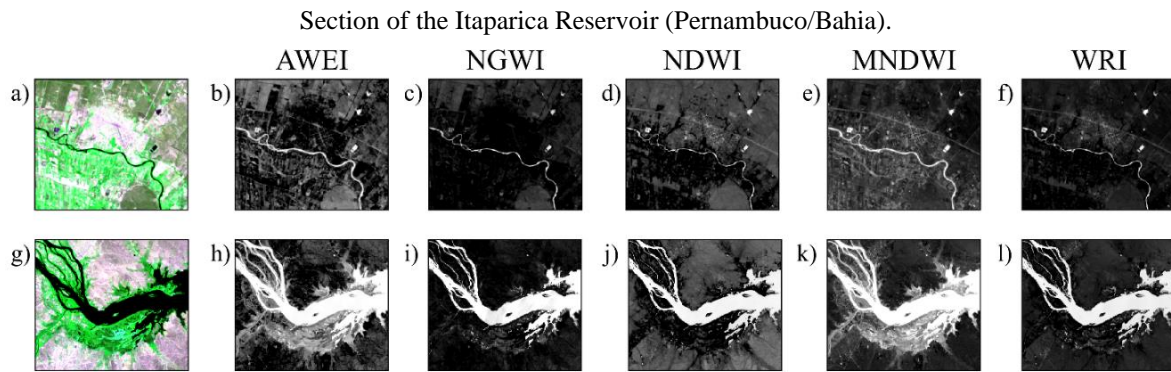 Section of the Itaparica Reservoir (Pernambuco/Bahia).
AWEI NGWI NDWI MNDWI WRI
a) b) c) d) e) f)
g) h) i) j) k) l)